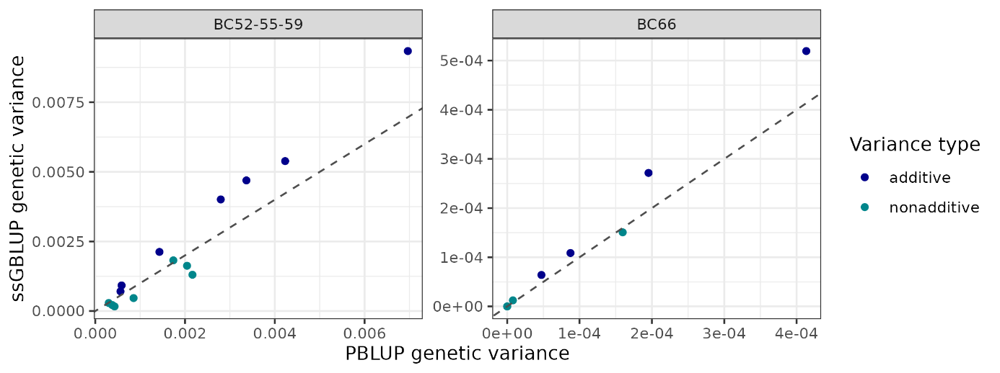 BC52-55-59
BC66
ssGBLUP genetic variance
0.0075
0.0050
0.0025
0.0000
0.000 0.002 0.004 0.006
5e-04
4e-04
3e-04
2e-04
1e-04
0e+00
0e+00 1e-04 2e-04 3e-04 4e-04
PBLUP genetic variance
Variance type
additive
nonadditive